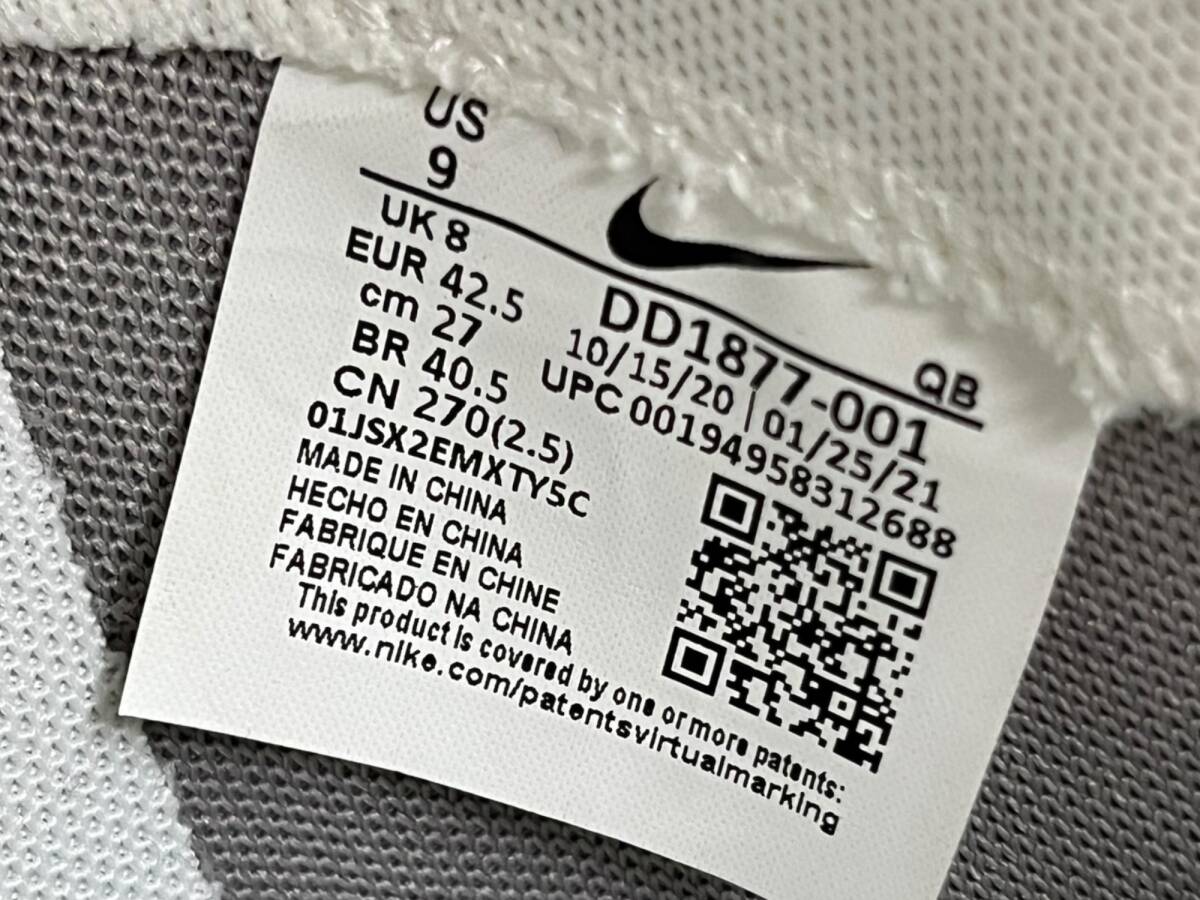 US
9
UK 8
EUR 42.5
cm 27
BR 40.5
CN 270(2.5)
01JSX2EMXTY5C
MADE IN CHINA
HECHO EN CHINA
FABRIQUE EN CHINE
FABRICADO NA CHINA
This product is covered by one or more patents:
www.nike.com/patentsvirtualmarking
QB
DD1877-001
10/15/20 | 01/25/21
UPC 00194958312688